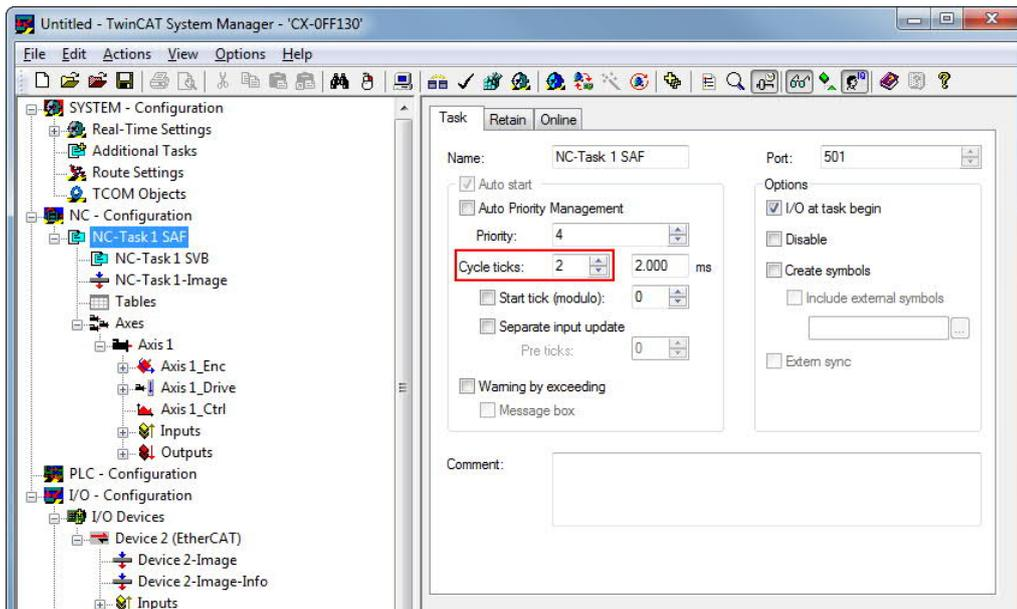 Untitled - TwinCAT System Manager - 'CX-0FF130'
File Edit Actions View Options Help
SYSTEM - Configuration
Real-Time Settings
Additional Tasks
Route Settings
TCOM Objects
NC - Configuration
NC-Task 1 SAF
NC-Task 1 SVB
NC-Task 1-Image
Tables
Axes
Axis 1
Axis 1_Enc
Axis 1_Drive
Axis 1_Ctrl
Inputs
Outputs
PLC - Configuration
I/O - Configuration
I/O Devices
Device 2 (EtherCAT)
Device 2-Image
Device 2-Image-Info
Inputs
Task Retain Online
Name: NC-Task 1 SAF Port: 501
Auto start
Auto Priority Management
Priority: 4
Cycle ticks: 2 2.000 ms
Start tick (modulo): 0
Separate input update
Pre ticks: 0
Warning by exceeding
Message box
Options
I/O at task begin
Disable
Create symbols
Include external symbols
...
Extern sync
Comment: